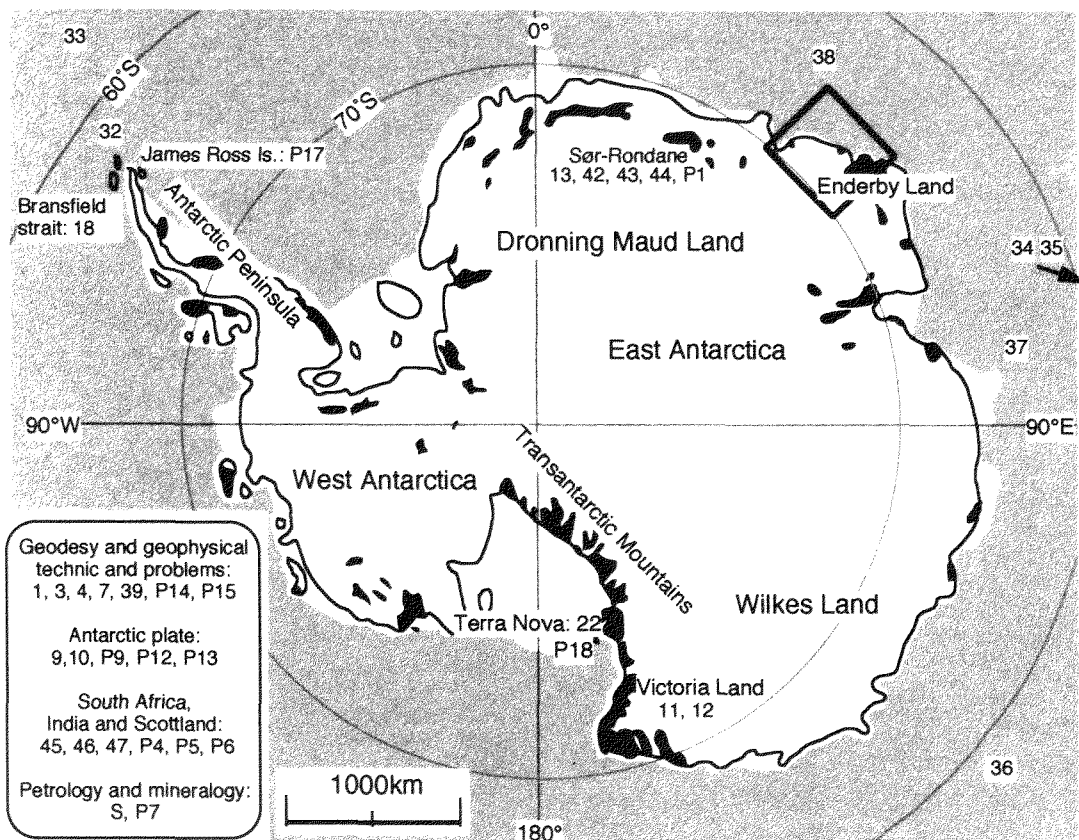 33
60°S
0°
38
70°S
32
James Ross Is.: P17
Sør-Rondane
13, 42, 43, 44, P1
Enderby Land
Bransfield
strait: 18
Antarctic Peninsula
Dronning Maud Land
34 35
East Antarctica
37
90°W
90°E
West Antarctica
Transantarctic Mountains
Wilkes Land
Terra Nova: 22
P18
Victoria Land
11, 12
36
1000km
180°
Geodesy and geophysical
technic and problems:
1, 3, 4, 7, 39, P14, P15
Antarctic plate:
9,10, P9, P12, P13
South Africa,
India and Scottland:
45, 46, 47, P4, P5, P6
Petrology and mineralogy:
S, P7